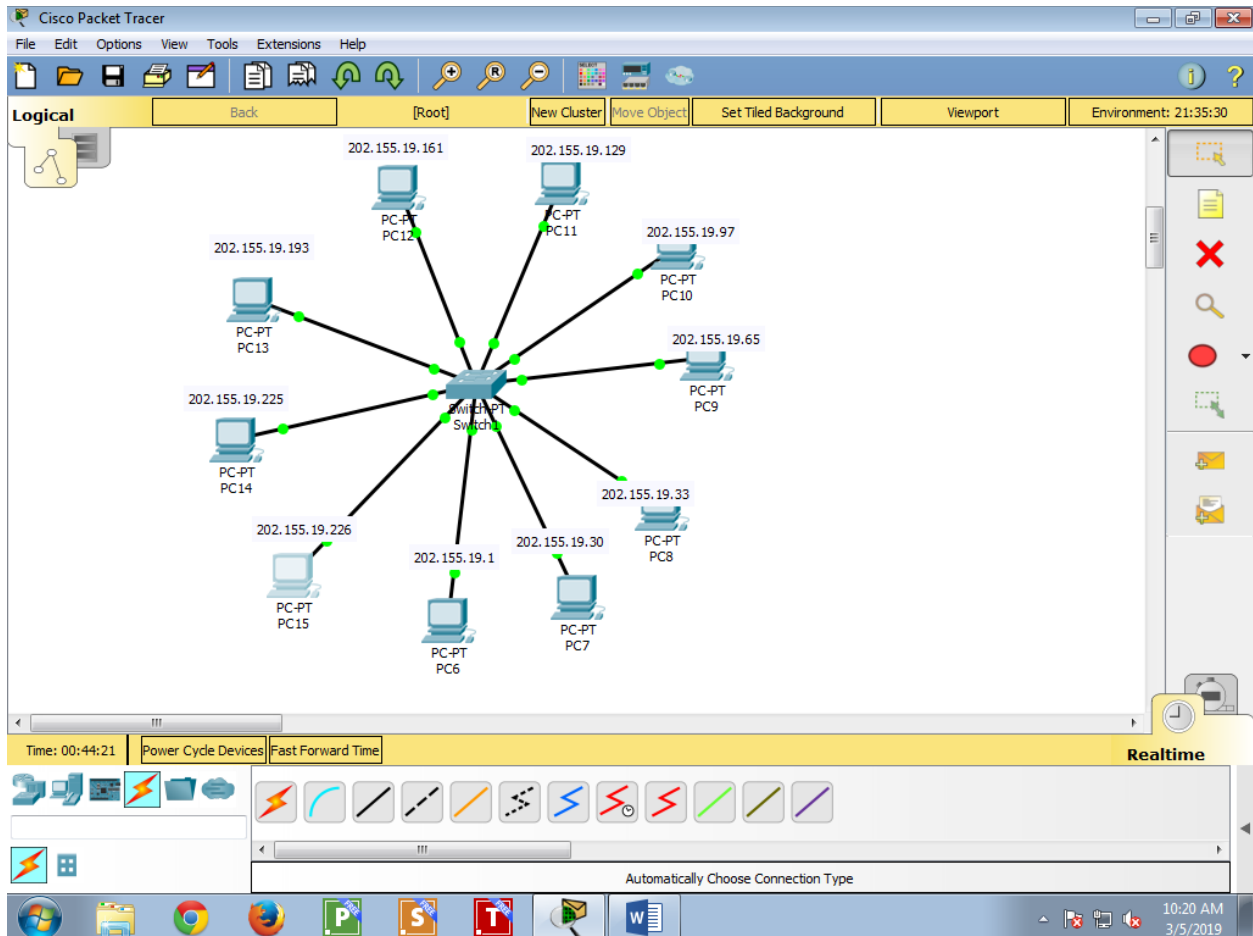 Cisco Packet Tracer
File Edit Options View Tools Extensions Help
Logical Back [Root] New Cluster Move Object Set Tiled Background Viewport Environment: 21:35:30
202.155.19.161
PC-PT
PC12
202.155.19.129
PC-PT
PC11
202.155.19.97
PC-PT
PC10
202.155.19.193
PC-PT
PC13
202.155.19.65
PC-PT
PC9
Switch-PT
Switch1
202.155.19.225
PC-PT
PC14
202.155.19.33
PC-PT
PC8
202.155.19.226
PC-PT
PC15
202.155.19.1
PC-PT
PC6
202.155.19.30
PC-PT
PC7
Time: 00:44:21 Power Cycle Devices Fast Forward Time Realtime
Automatically Choose Connection Type
10:20 AM
3/5/2019